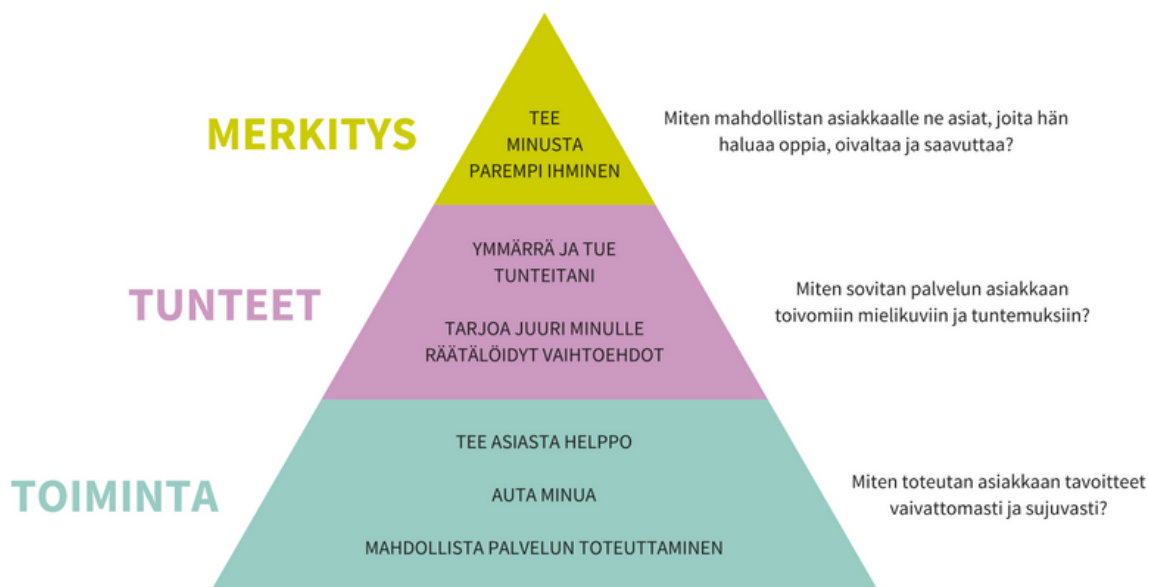 MERKITYS
TEE
MINUSTA
PAREMPI IHMINEN
Miten mahdollistan asiakkaalle ne asiat, joita hän
haluaa oppia, oivaltaa ja saavuttaa?
TUNTEET
YMMÄRRÄ JA TUE
TUNTEITANI
TARJOA JUURI MINULLE
RÄÄTÄLÖIDYT VAIHTOEHDOT
Miten sovitan palvelun asiakkaan
toivomiin mielikuviin ja tuntemuksiin?
TOIMINTA
TEE ASIASTA HELPPO
AUTA MINUA
MAHDOLLISTA PALVELUN TOTEUTTAMINEN
Miten toteutan asiakkaan tavoitteet
vaivattomasti ja sujuvasti?